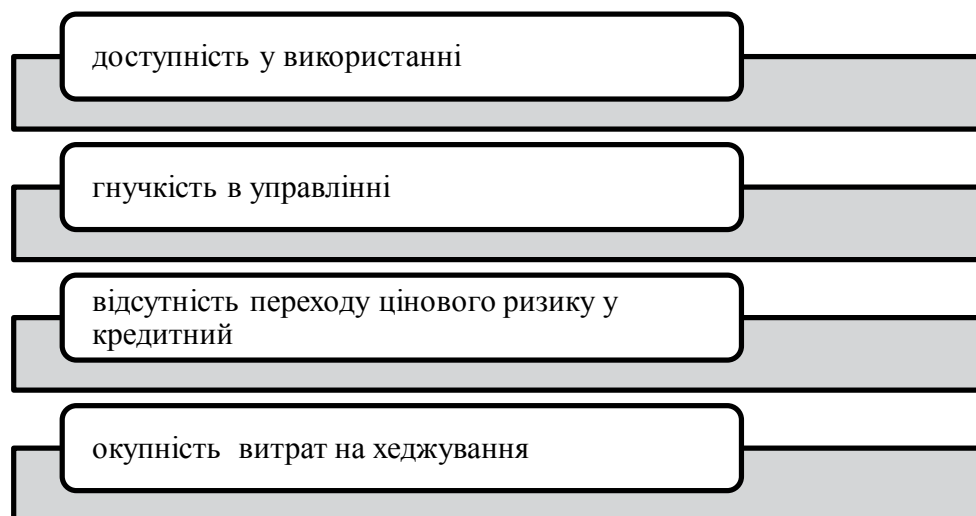 доступність у використанні
гнучкість в управлінні
відсутність переходу цінового ризику у
кредитний
окупність витрат на хеджування